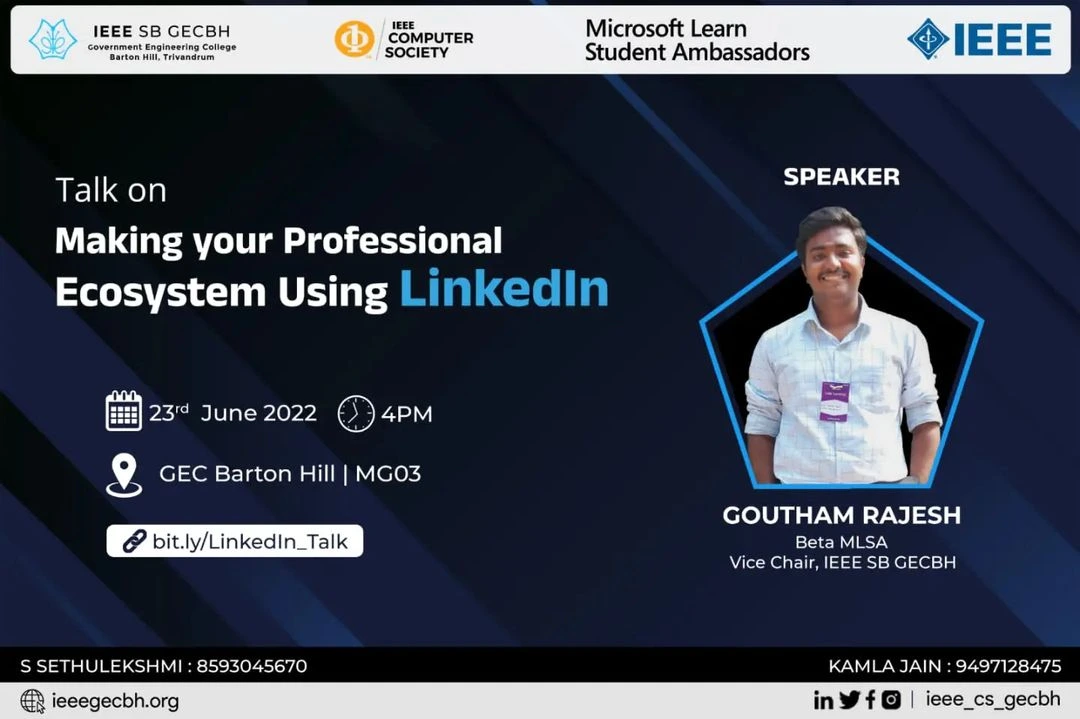 IEEE SB GECBH
Government Engineering College
Barton Hill, Trivandrum
IEEE
COMPUTER
SOCIETY
Microsoft Learn
Student Ambassadors
IEEE
Talk on
Making your Professional
Ecosystem Using LinkedIn
23rd June 2022
4PM
GEC Barton Hill | MG03
bit.ly/LinkedIn_Talk
SPEAKER
GOUTHAM RAJESH
Beta MLSA
Vice Chair, IEEE SB GECBH
S SETHULEKSHMI : 8593045670
KAMLA JAIN : 9497128475
ieeegecbh.org
ieee_cs_gecbh